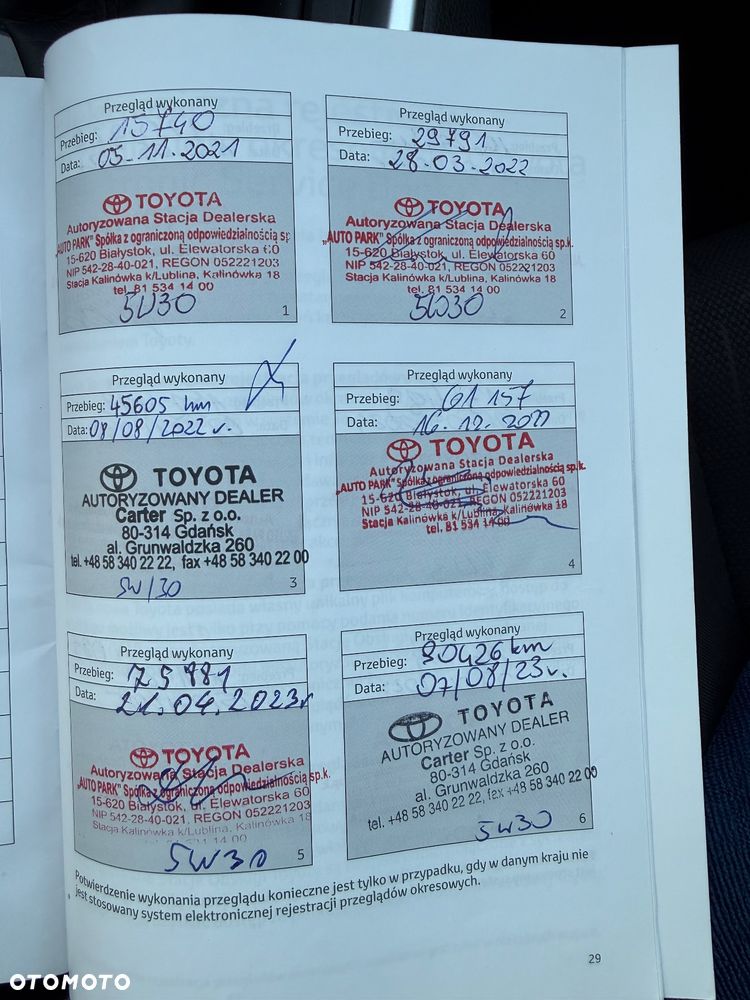 Przegląd wykonany
Przebieg: 15740
Data: 05.11.2021
TOYOTA
Autoryzowana Stacja Dealerska
„AUTO PARK" Spółka z ograniczoną odpowiedzialnością sp
15-620 Białystok, ul. Elewatorska 60
NIP 542-28-40-021, REGON 052221203
Stacja Kalinówka k/Lublina, Kalinówka 18
tel. 81 534 14 00
5W30
1
Przegląd wykonany
Przebieg: 29791
Data: 28.03.2022
TOYOTA
Autoryzowana Stacja Dealerska
„AUTO PARK" Spółka z ograniczoną odpowiedzialnością sp.k.
15-620 Białystok, ul. Elewatorska 60
NIP 542-28-40-021, REGON 052221203
Stacja Kalinówka k/Lublina, Kalinówka 18
tel. 81 534 14 00
5W30
2
Przegląd wykonany
Przebieg: 45605 km
Data: 08/08/2022 r.
TOYOTA
AUTORYZOWANY DEALER
Carter Sp. z o.o.
80-314 Gdańsk
al. Grunwaldzka 260
tel. +48 58 340 22 22, fax +48 58 340 22 00
5W/30
3
Przegląd wykonany
Przebieg: 61157
Data: 16.12.2022
TOYOTA
Autoryzowana Stacja Dealerska
„AUTO PARK" Spółka z ograniczoną odpowiedzialnością sp.k.
15-620 Białystok, ul. Elewatorska 60
NIP 542-28-40-021, REGON 052221203
Stacja Kalinówka k/Lublina, Kalinówka 18
tel. 81 534 14 00
4
Przegląd wykonany
Przebieg: 75981
Data: 21.04.2023r
TOYOTA
Autoryzowana Stacja Dealerska
„AUTO PARK" Spółka z ograniczoną odpowiedzialnością sp.k.
15-620 Białystok, ul. Elewatorska 60
NIP 542-28-40-021, REGON 052221203
Stacja Kalinówka k/Lublina, Kalinówka 18
14 00
5W30
5
Przegląd wykonany
Przebieg: 90426 km
Data: 07/08/23 r.
TOYOTA
AUTORYZOWANY DEALER
Carter Sp. z o.o.
80-314 Gdańsk
al. Grunwaldzka 260
tel. +48 58 340 22 22, fax +48 58 340 22 00
5W30
6
Potwierdzenie wykonania przeglądu konieczne jest tylko w przypadku, gdy w danym kraju nie
jest stosowany system elektronicznej rejestracji przeglądów okresowych.
29
OTOMOTO